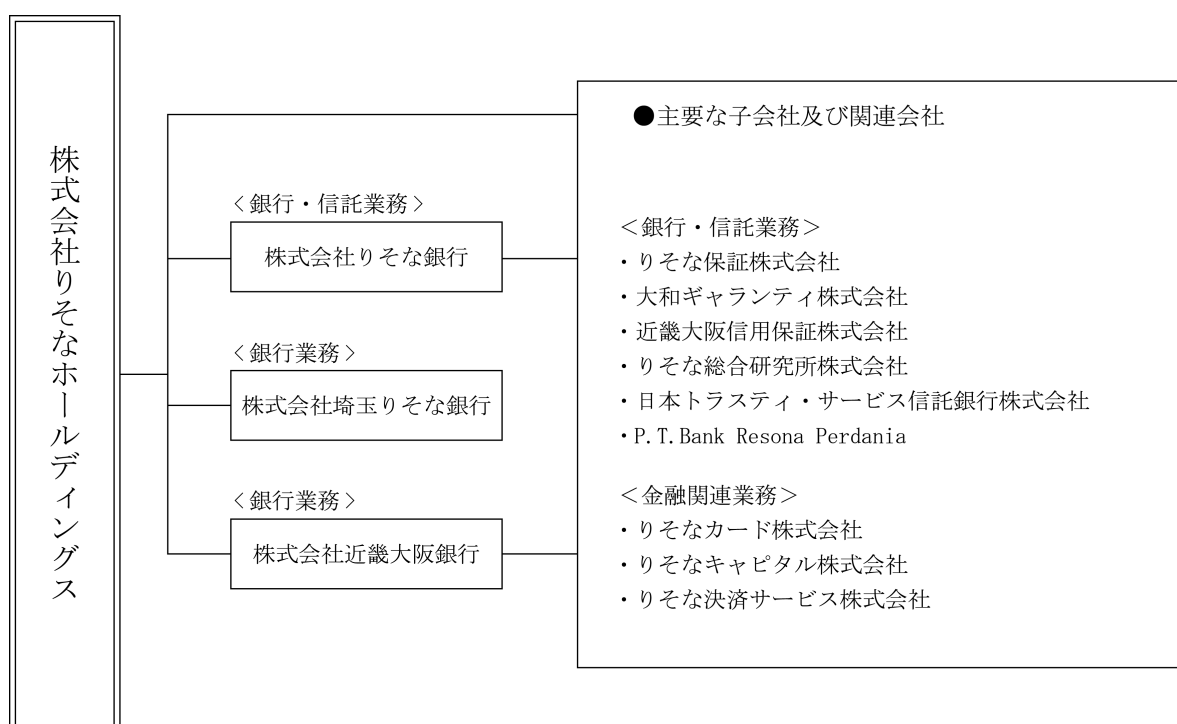 株式会社りそなホールディングス
＜銀行・信託業務＞
株式会社りそな銀行
＜銀行業務＞
株式会社埼玉りそな銀行
＜銀行業務＞
株式会社近畿大阪銀行
●主要な子会社及び関連会社
＜銀行・信託業務＞
・りそな保証株式会社
・大和ギャランティ株式会社
・近畿大阪信用保証株式会社
・りそな総合研究所株式会社
・日本トラスティ・サービス信託銀行株式会社
・P.T.Bank Resona Perdania
＜金融関連業務＞
・りそなカード株式会社
・りそなキャピタル株式会社
・りそな決済サービス株式会社